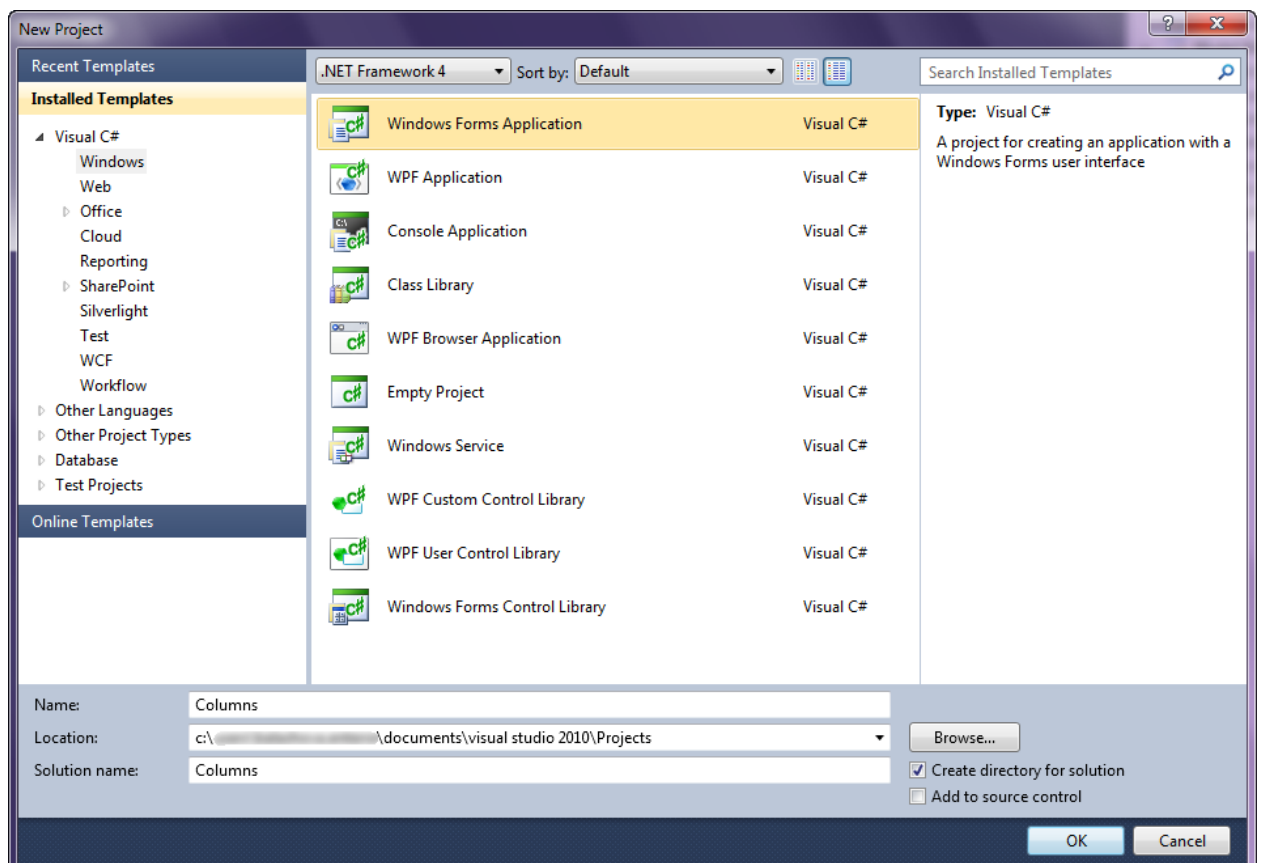 New Project
Recent Templates
.NET Framework 4 Sort by: Default
Search Installed Templates
Installed Templates
Visual C#
Windows
Web
Office
Cloud
Reporting
SharePoint
Silverlight
Test
WCF
Workflow
Other Languages
Other Project Types
Database
Test Projects
Online Templates
Windows Forms Application Visual C#
WPF Application Visual C#
Console Application Visual C#
Class Library Visual C#
WPF Browser Application Visual C#
Empty Project Visual C#
Windows Service Visual C#
WPF Custom Control Library Visual C#
WPF User Control Library Visual C#
Windows Forms Control Library Visual C#
Type: Visual C#
A project for creating an application with a
Windows Forms user interface
Name: Columns
Location: c:\ \documents\visual studio 2010\Projects Browse...
Solution name: Columns
Create directory for solution
Add to source control
OK Cancel